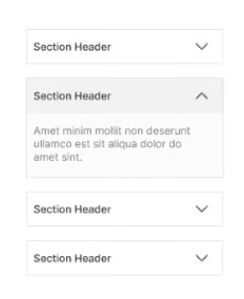 Section Header
Section Header
Amet minim mollit non deserunt
ullamco est sit aliqua dolor do
amet sint.
Section Header
Section Header